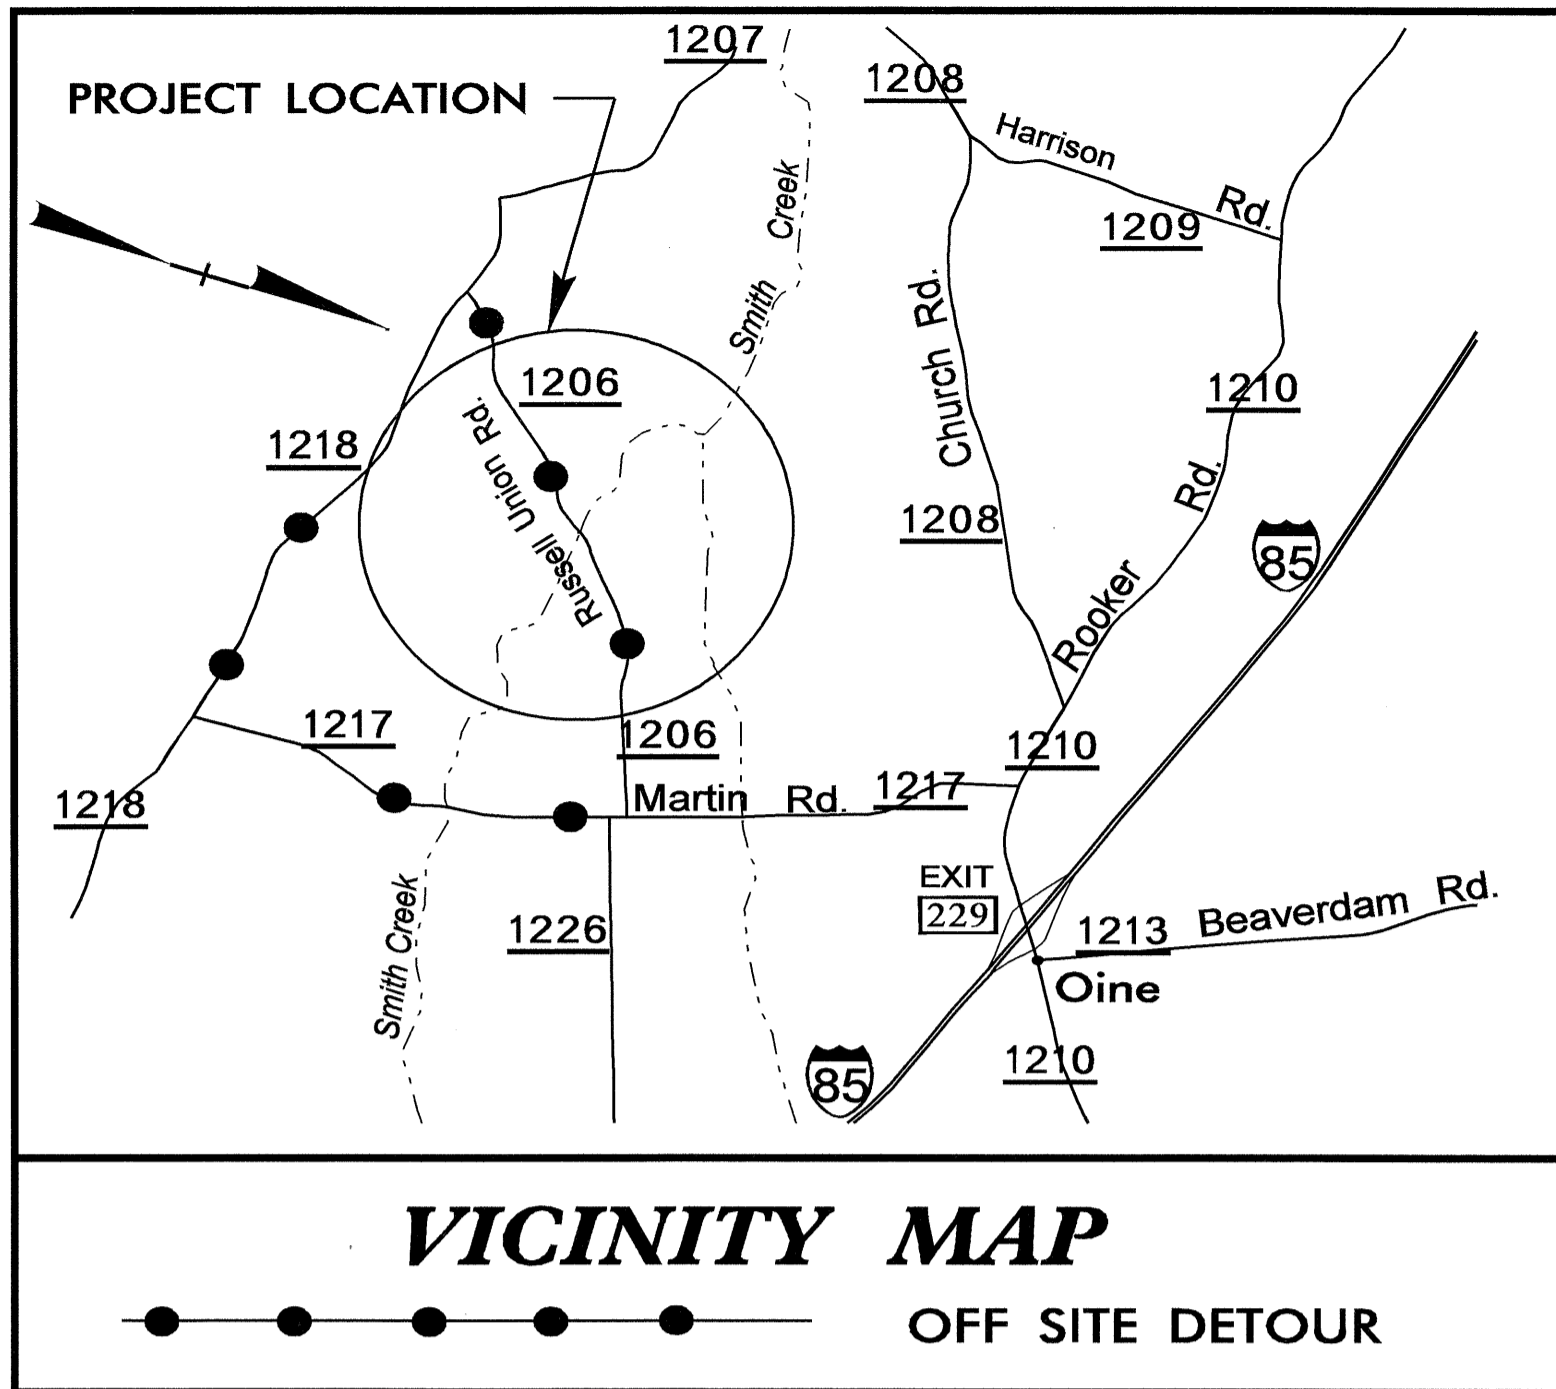 1207
PROJECT LOCATION
1208
Harrison Rd.
1209
Smith Creek
Church Rd.
1206
Russell Union Rd.
1210
1218
1208
Rooker Rd.
85
1217
1206
1210
1218
Martin Rd.
1217
EXIT
229
1213
Beaverdam Rd.
1226
Smith Creek
Oine
1210
85
VICINITY MAP
OFF SITE DETOUR